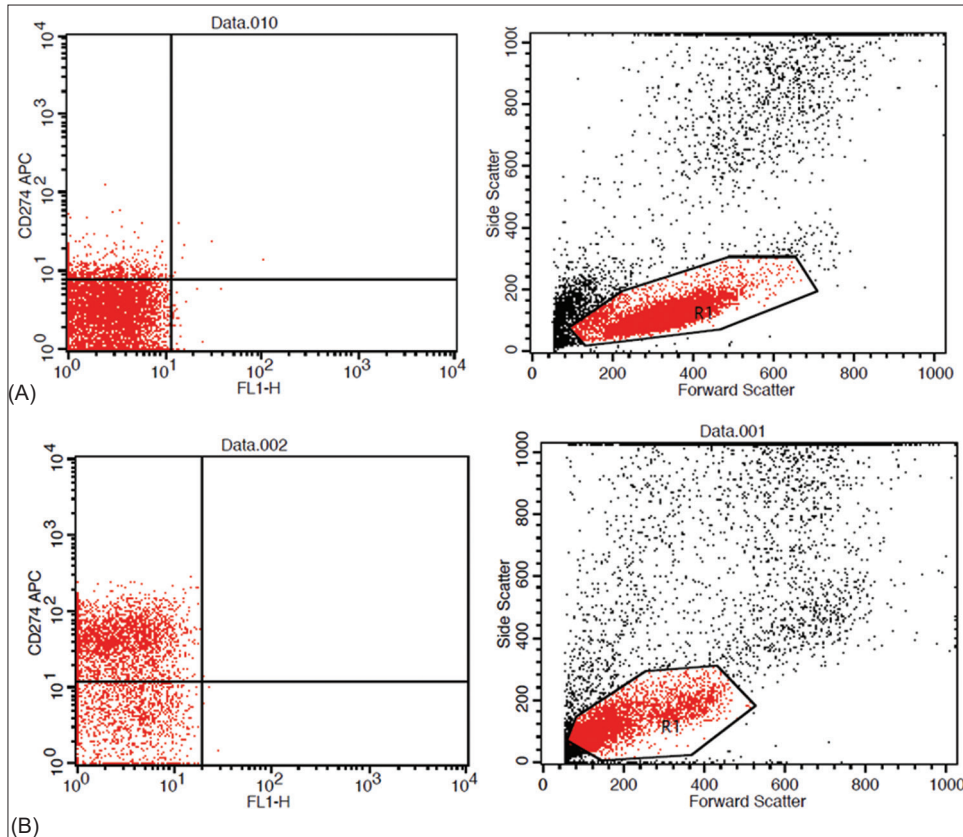 Data.010
CD274 APC
10^0 10^1 10^2 10^3 10^4
10^0 10^1 10^2 10^3 10^4
FL1-H
Side Scatter
0 200 400 600 800 1000
0 200 400 600 800 1000
R1
Forward Scatter
(A)
Data.002
CD274 APC
10^0 10^1 10^2 10^3 10^4
10^0 10^1 10^2 10^3 10^4
FL1-H
Data.001
Side Scatter
0 200 400 600 800 1000
0 200 400 600 800 1000
R1
Forward Scatter
(B)